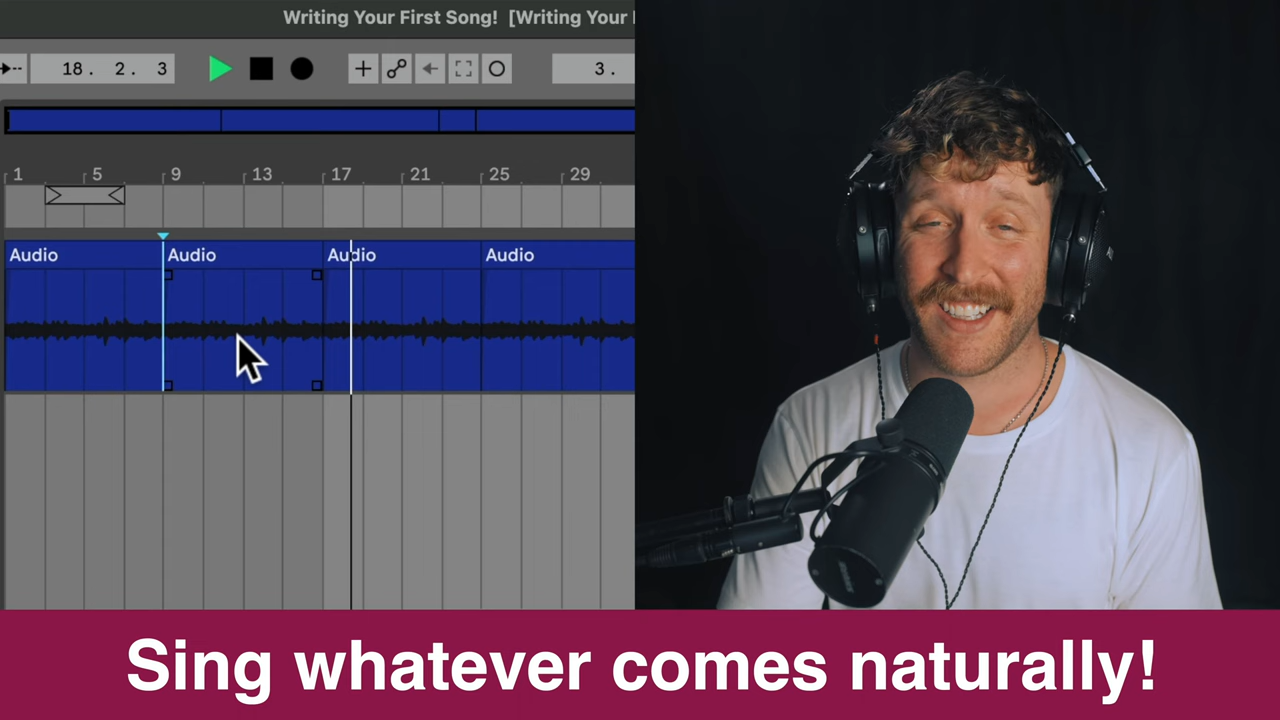 Writing Your First Song!  [Writing Your
18. 2. 3
3.
1 5 9 13 17 21 25 29
Audio Audio Audio Audio
Sing whatever comes naturally!